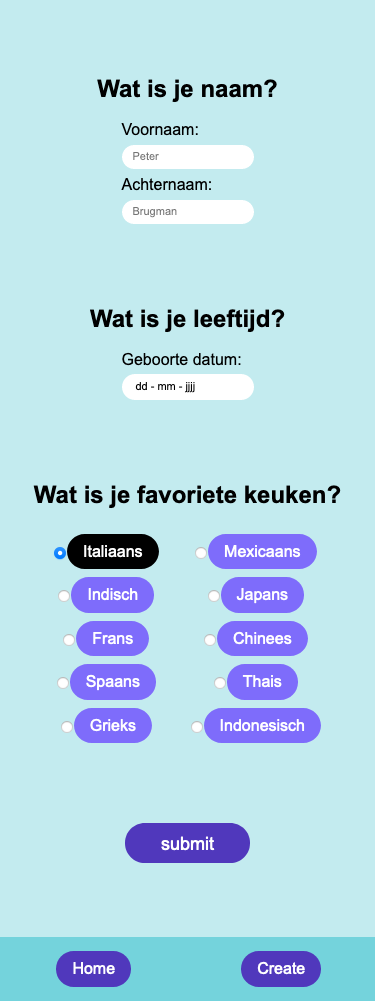 Wat is je naam?
Voornaam:
Peter
Achternaam:
Brugman
Wat is je leeftijd?
Geboorte datum:
dd - mm - jjjj
Wat is je favoriete keuken?
Italiaans Mexicaans
Indisch Japans
Frans Chinees
Spaans Thais
Grieks Indonesisch
submit
Home Create